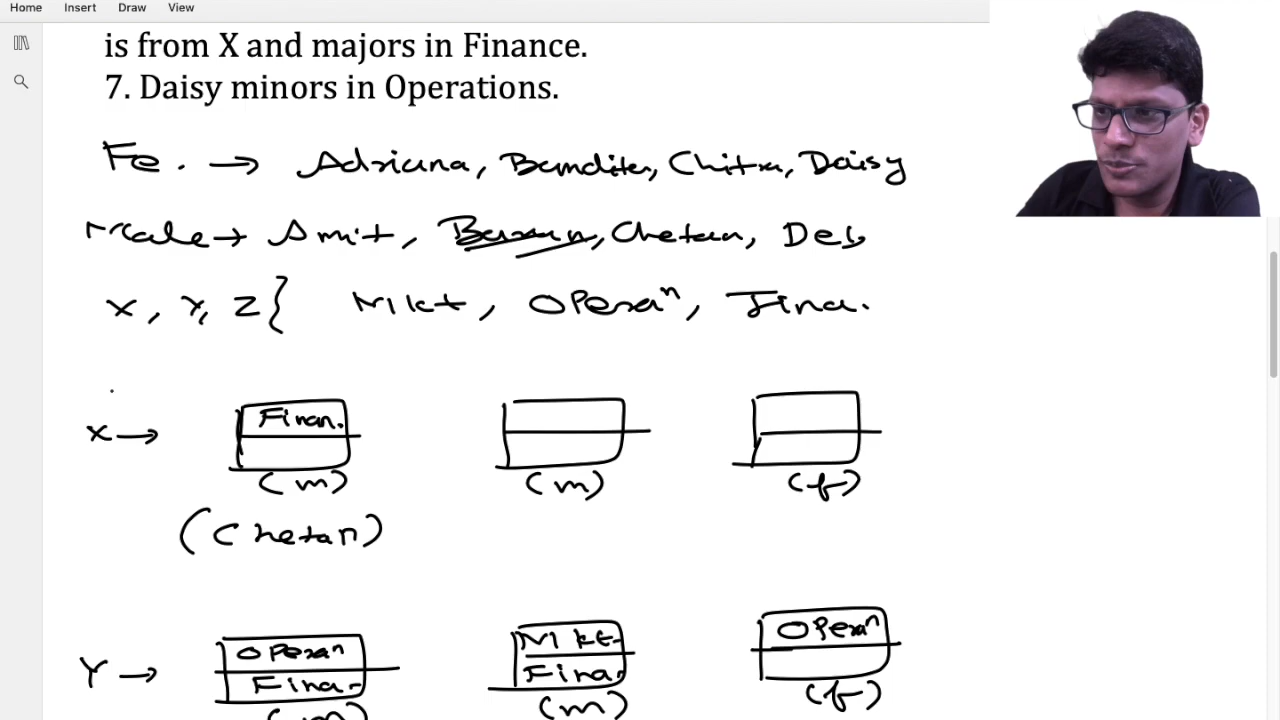 Home Insert Draw View
is from X and majors in Finance.
7. Daisy minors in Operations.
Fe. → Adriana, Bandita, Chitra, Daisy
Male → Amit, Barun, Chetan, Deb
X, Y, Z } Mkt, Operaⁿ, Fina.
X → Finan.
(m) (m) (f)
(Chetan)
Y → Operaⁿ Mkt. Operaⁿ
Fina. Fina.
(m) (m) (f)